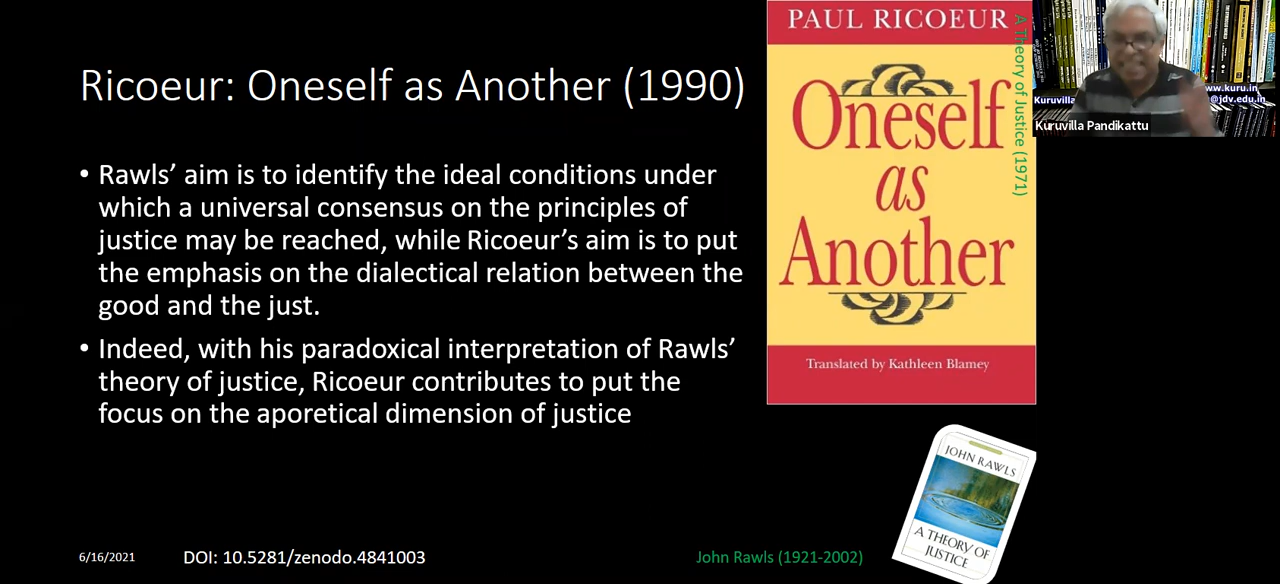 Ricoeur: Oneself as Another (1990)
• Rawls’ aim is to identify the ideal conditions under
which a universal consensus on the principles of
justice may be reached, while Ricoeur’s aim is to put
the emphasis on the dialectical relation between the
good and the just.
• Indeed, with his paradoxical interpretation of Rawls’
theory of justice, Ricoeur contributes to put the
focus on the aporetical dimension of justice
6/16/2021
DOI: 10.5281/zenodo.4841003
John Rawls (1921-2002)
PAUL RICOEUR
Oneself
as
Another
Translated by Kathleen Blamey
A Theory of Justice (1971)
JOHN RAWLS
A THEORY OF
JUSTICE
Kuruvilla
www.kuru.in
@jdv.edu.in
Kuruvilla Pandikattu